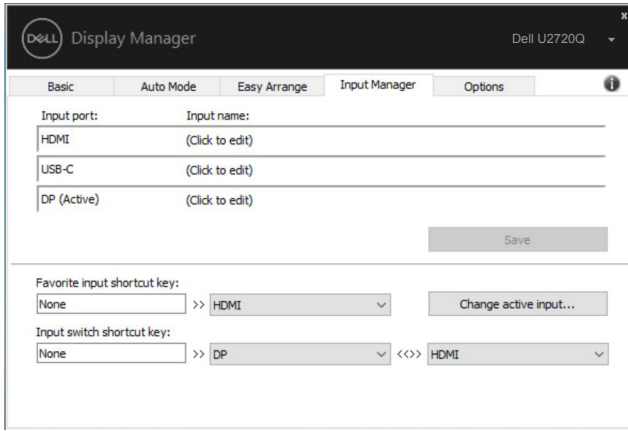 x
DELL Display Manager Dell U2720Q
Basic Auto Mode Easy Arrange Input Manager Options i
Input port: Input name:
HDMI (Click to edit)
USB-C (Click to edit)
DP (Active) (Click to edit)
Save
Favorite input shortcut key:
None >> HDMI Change active input...
Input switch shortcut key:
None >> DP <<>> HDMI